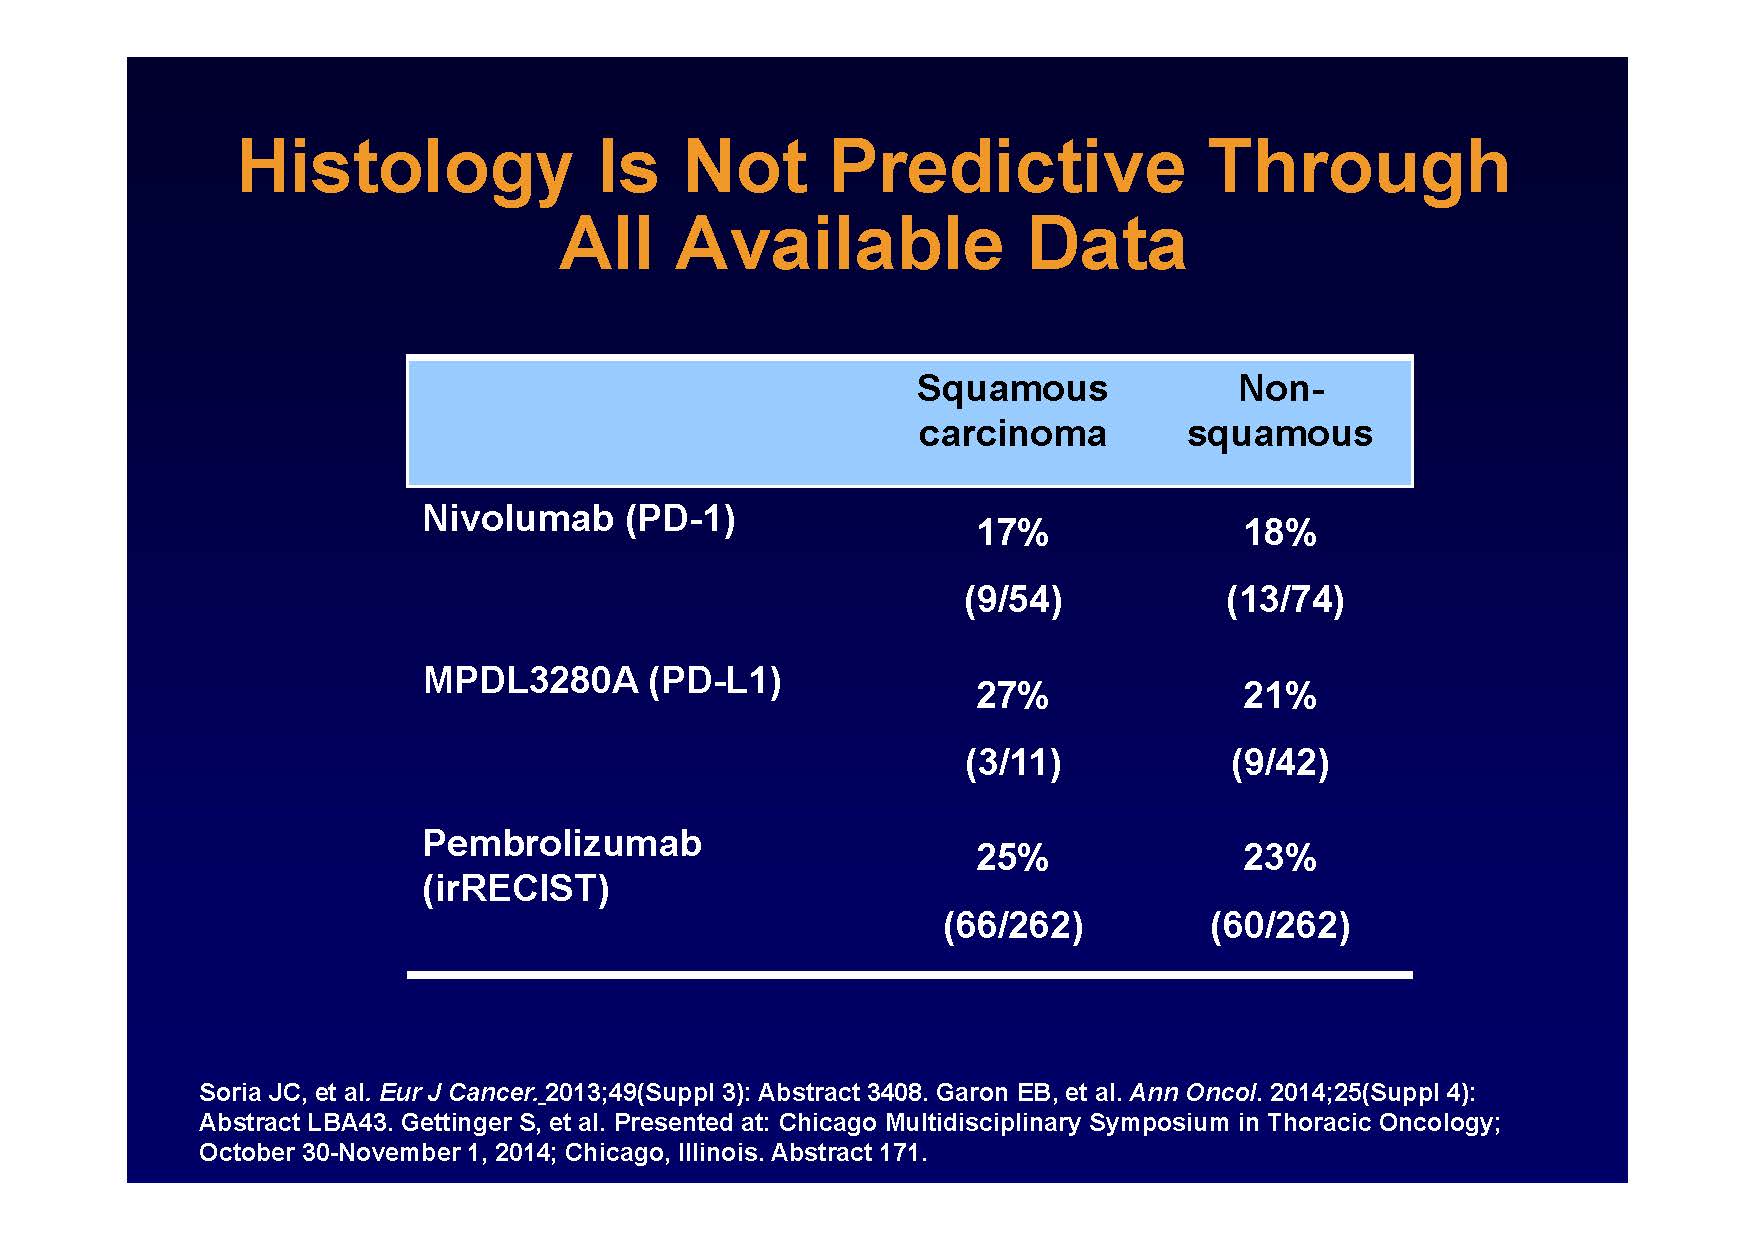 Histology Is Not Predictive Through
All Available Data
Squamous Non-
carcinoma squamous
Nivolumab (PD-1) 17% 18%
(9/54) (13/74)
MPDL3280A (PD-L1) 27% 21%
(3/11) (9/42)
Pembrolizumab 25% 23%
(irRECIST)
(66/262) (60/262)
Soria JC, et al. Eur J Cancer. 2013;49(Suppl 3): Abstract 3408. Garon EB, et al. Ann Oncol. 2014;25(Suppl 4):
Abstract LBA43. Gettinger S, et al. Presented at: Chicago Multidisciplinary Symposium in Thoracic Oncology;
October 30-November 1, 2014; Chicago, Illinois. Abstract 171.